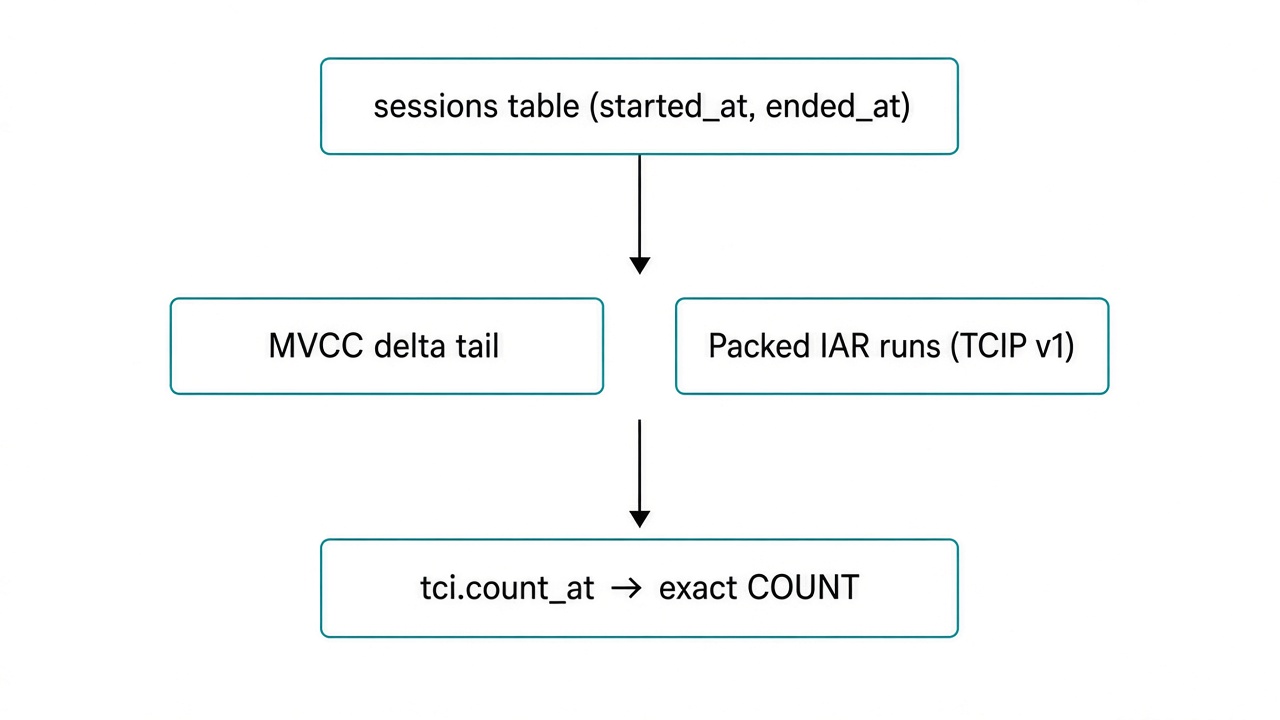 sessions table (started_at, ended_at)
MVCC delta tail
Packed IAR runs (TCIP v1)
tci.count_at → exact COUNT